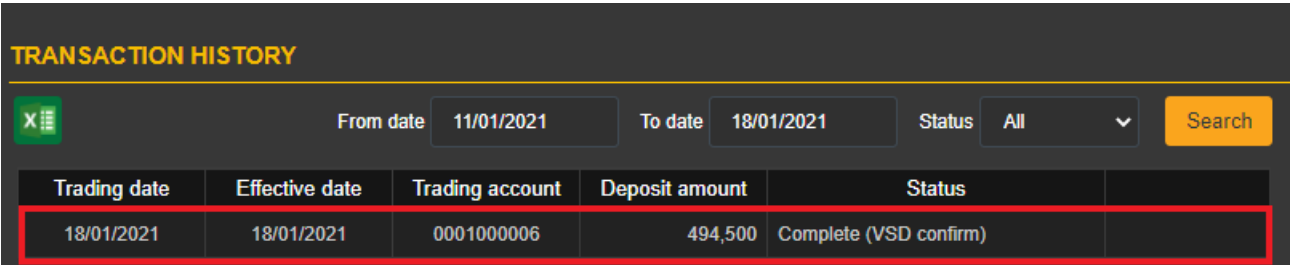 TRANSACTION HISTORY
From date 11/01/2021 To date 18/01/2021 Status All Search
Trading date Effective date Trading account Deposit amount Status
18/01/2021 18/01/2021 0001000006 494,500 Complete (VSD confirm)